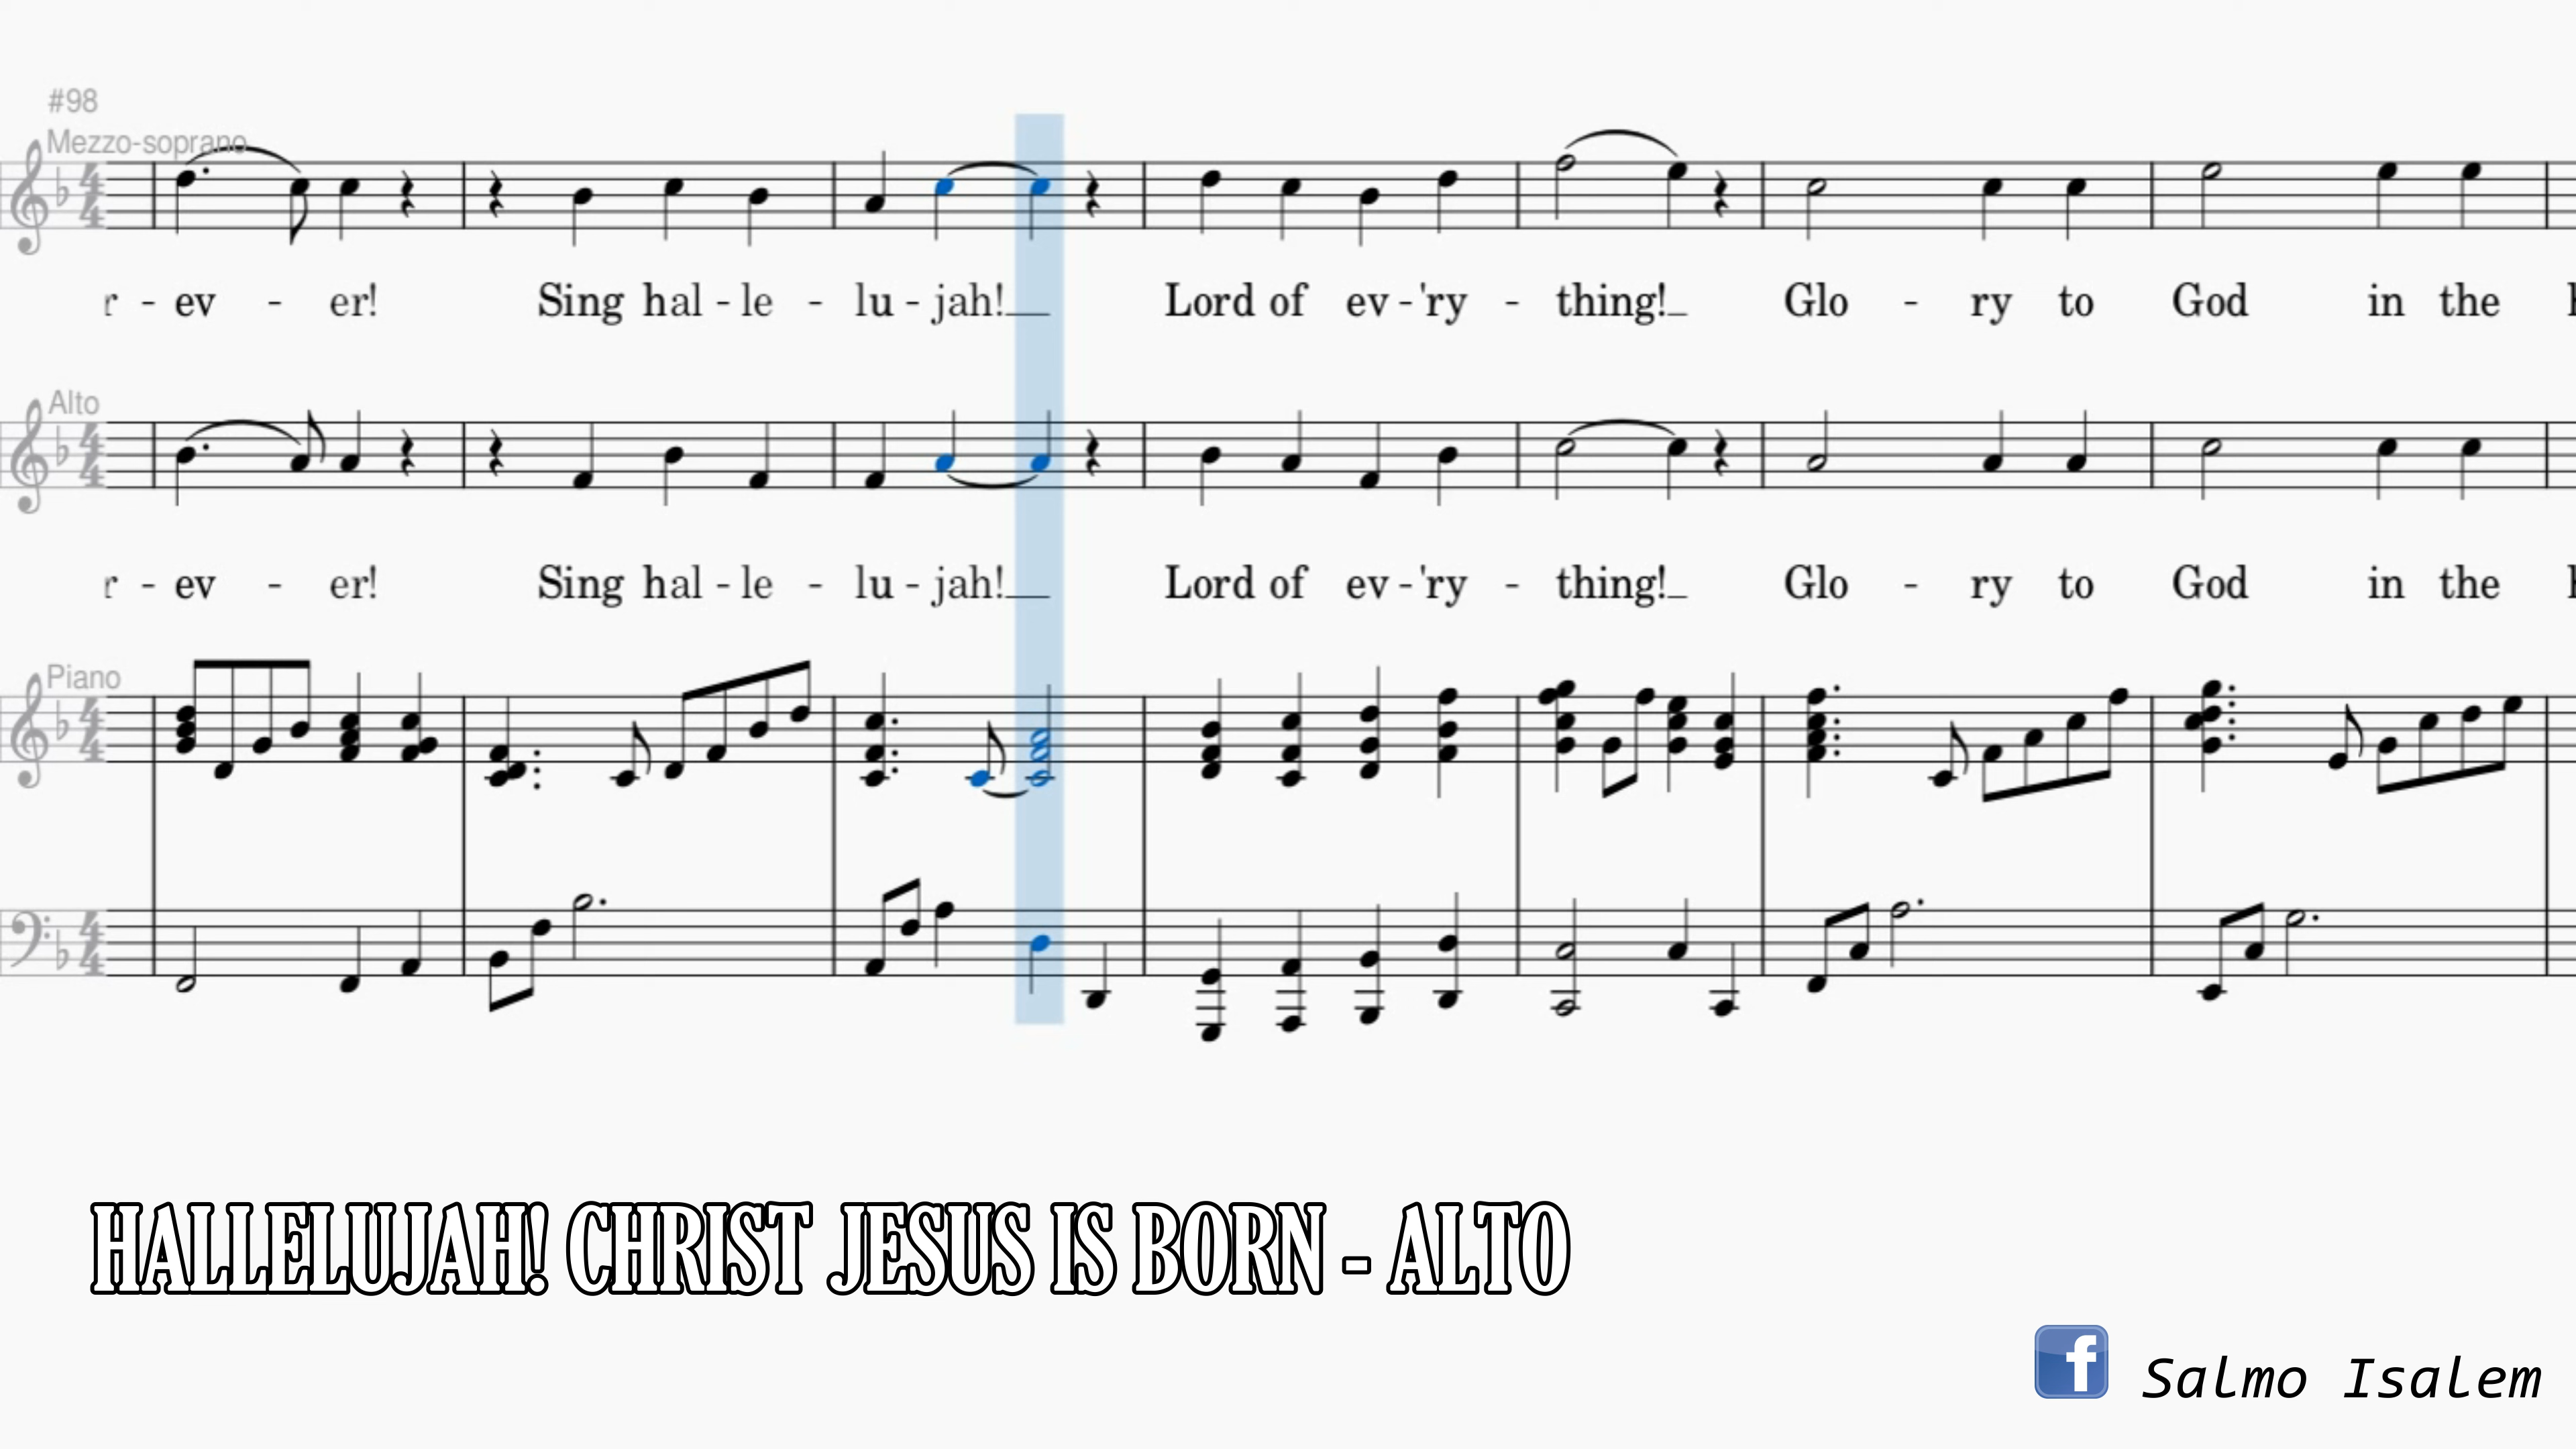 #98
Mezzo-soprano
r - ev - er! Sing hal - le - lu - jah!__ Lord of ev - 'ry - thing!_ Glo - ry to God in the
Alto
r - ev - er! Sing hal - le - lu - jah!__ Lord of ev - 'ry - thing!_ Glo - ry to God in the
Piano
HALLELUJAH! CHRIST JESUS IS BORN - ALTO
f Salmo Isalem